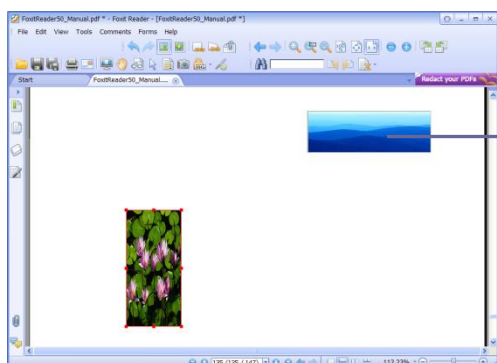 FoxitReader50_Manual.pdf * - Foxit Reader - [FoxitReader50_Manual.pdf *]
File Edit View Tools Comments Forms Help
Start FoxitReader50_Manual.... Redact your PDFs
135 (135 / 147) 112.23%